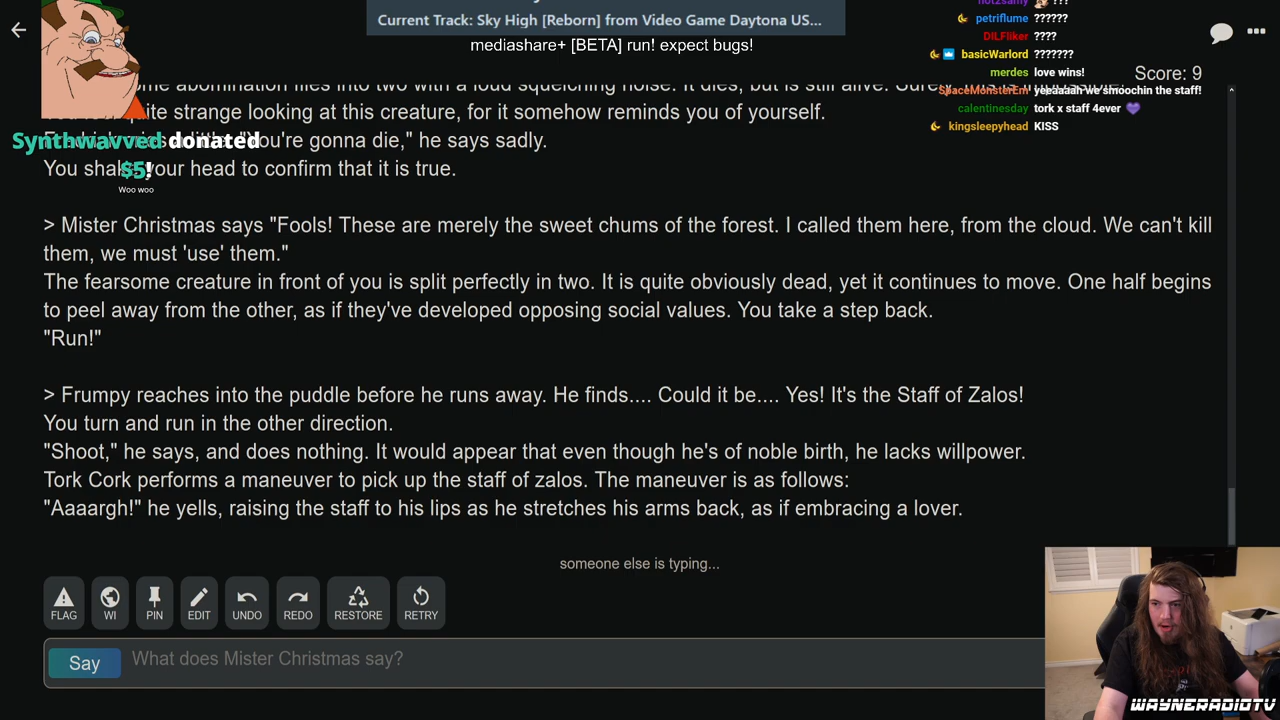 Current Track: Sky High [Reborn] from Video Game Daytona US...
mediashare+ [BETA] run! expect bugs!
petriflume: ??????
DILFliker: ????
basicWarlord: ???????
merdes: love wins!
SpaceMonsterEm: yeaaaah we smoochin the staff!
calentinesday: tork x staff 4ever 💜
kingsleepyhead: KISS
Score: 9
Synthwavved donated
$5!
Woo woo
ite strange looking at this creature, for it somehow reminds you of yourself.
ou're gonna die," he says sadly.
You sha your head to confirm that it is true.
> Mister Christmas says "Fools! These are merely the sweet chums of the forest. I called them here, from the cloud. We can't kill
them, we must 'use' them."
The fearsome creature in front of you is split perfectly in two. It is quite obviously dead, yet it continues to move. One half begins
to peel away from the other, as if they've developed opposing social values. You take a step back.
"Run!"
> Frumpy reaches into the puddle before he runs away. He finds.... Could it be.... Yes! It's the Staff of Zalos!
You turn and run in the other direction.
"Shoot," he says, and does nothing. It would appear that even though he's of noble birth, he lacks willpower.
Tork Cork performs a maneuver to pick up the staff of zalos. The maneuver is as follows:
"Aaaargh!" he yells, raising the staff to his lips as he stretches his arms back, as if embracing a lover.
someone else is typing...
FLAG
WI
PIN
EDIT
UNDO
REDO
RESTORE
RETRY
Say
What does Mister Christmas say?
WAYNERADIOTV